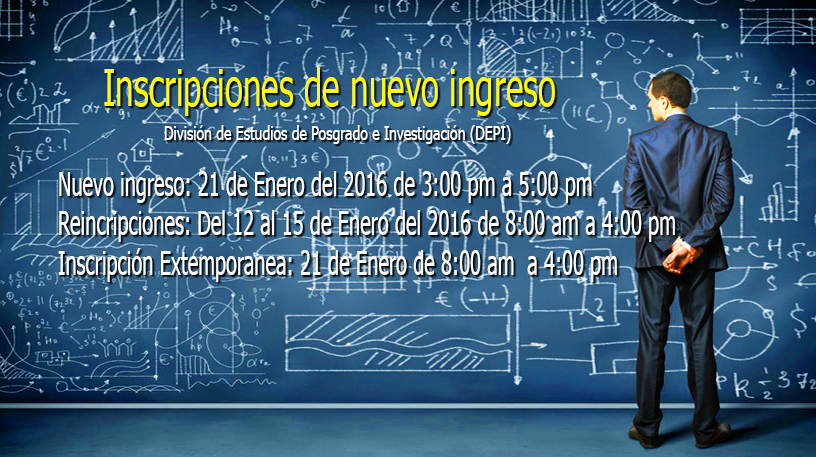 Inscripciones de nuevo ingreso
División de Estudios de Posgrado e Investigación (DEPI)
Nuevo ingreso: 21 de Enero del 2016 de 3:00 pm a 5:00 pm
Reincripciones: Del 12 al 15 de Enero del 2016 de 8:00 am a 4:00 pm
Inscripción Extemporanea: 21 de Enero de 8:00 am  a 4:00 pm